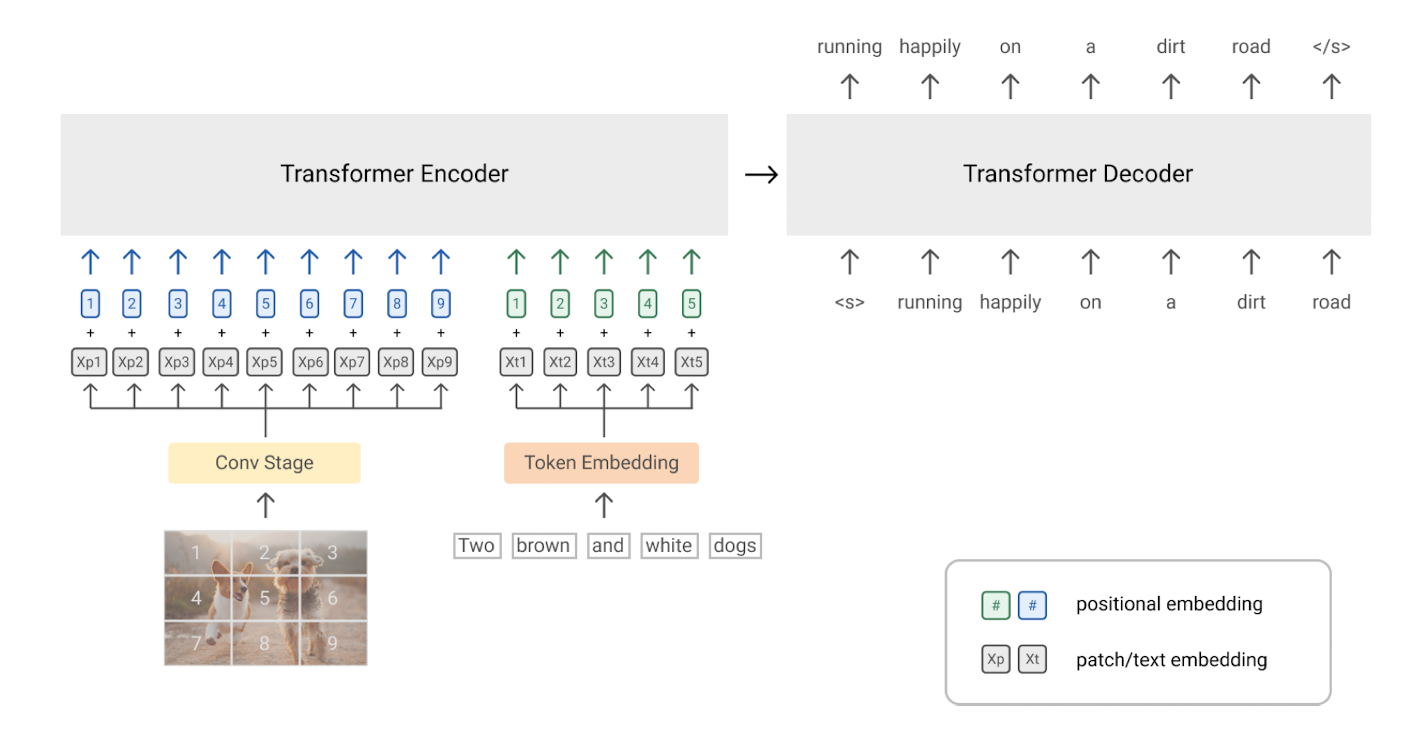 running happily on a dirt road </s>
Transformer Encoder
Transformer Decoder
1 2 3 4 5 6 7 8 9
1 2 3 4 5
+ + + + + + + + +
+ + + + +
<s> running happily on a dirt road
Xp1 Xp2 Xp3 Xp4 Xp5 Xp6 Xp7 Xp8 Xp9
Xt1 Xt2 Xt3 Xt4 Xt5
Conv Stage
Token Embedding
Two brown and white dogs
1 2 3
4 5 6
7 8 9
# # positional embedding
Xp Xt patch/text embedding